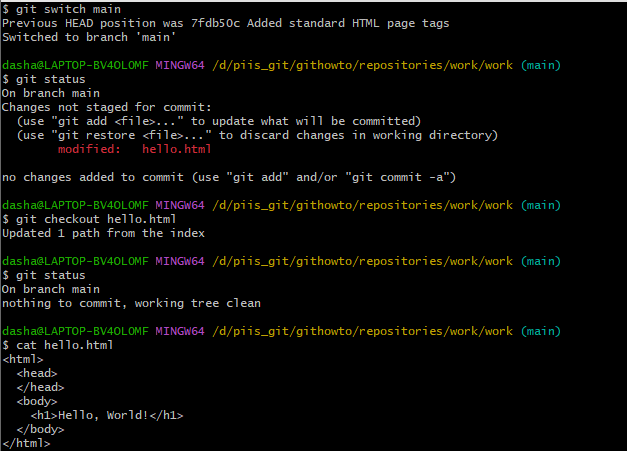 $ git switch main
Previous HEAD position was 7fdb50c Added standard HTML page tags
Switched to branch 'main'
dasha@LAPTOP-BV4OLOMF MINGW64 /d/piis_git/githowto/repositories/work/work (main)
$ git status
On branch main
Changes not staged for commit:
  (use "git add <file>..." to update what will be committed)
  (use "git restore <file>..." to discard changes in working directory)
        modified:   hello.html
no changes added to commit (use "git add" and/or "git commit -a")
dasha@LAPTOP-BV4OLOMF MINGW64 /d/piis_git/githowto/repositories/work/work (main)
$ git checkout hello.html
Updated 1 path from the index
dasha@LAPTOP-BV4OLOMF MINGW64 /d/piis_git/githowto/repositories/work/work (main)
$ git status
On branch main
nothing to commit, working tree clean
dasha@LAPTOP-BV4OLOMF MINGW64 /d/piis_git/githowto/repositories/work/work (main)
$ cat hello.html
<html>
  <head>
  </head>
  <body>
    <h1>Hello, World!</h1>
  </body>
</html>